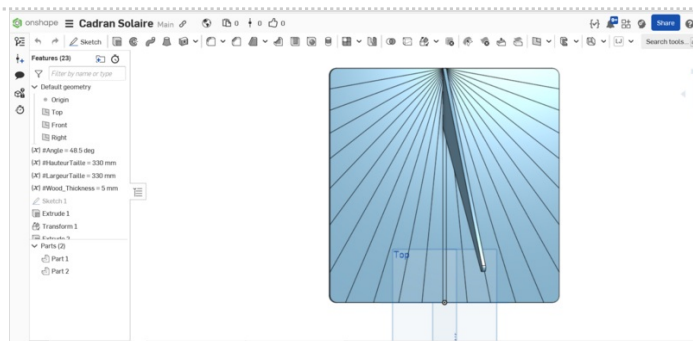 onshape Cadran Solaire Main 0 0 0 Share
Sketch Search tools...
Features (23)
Filter by name or type
Default geometry
Origin
Top
Front
Right
(x) #Angle = 48.5 deg
(x) #HauteurTaille = 330 mm
(x) #LargeurTaille = 330 mm
(x) #Wood_Thickness = 5 mm
Sketch 1
Extrude 1
Transform 1
Extrude 2
Parts (2)
Part 1
Part 2
Top